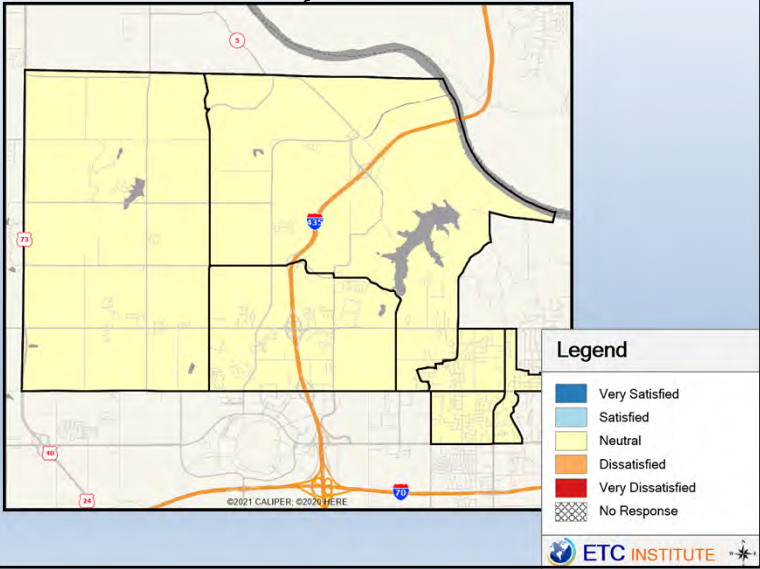 5
435
73
Legend
Very Satisfied
Satisfied
Neutral
Dissatisfied
Very Dissatisfied
No Response
40
24
70
©2021 CALIPER; ©2020 HERE
ETC INSTITUTE